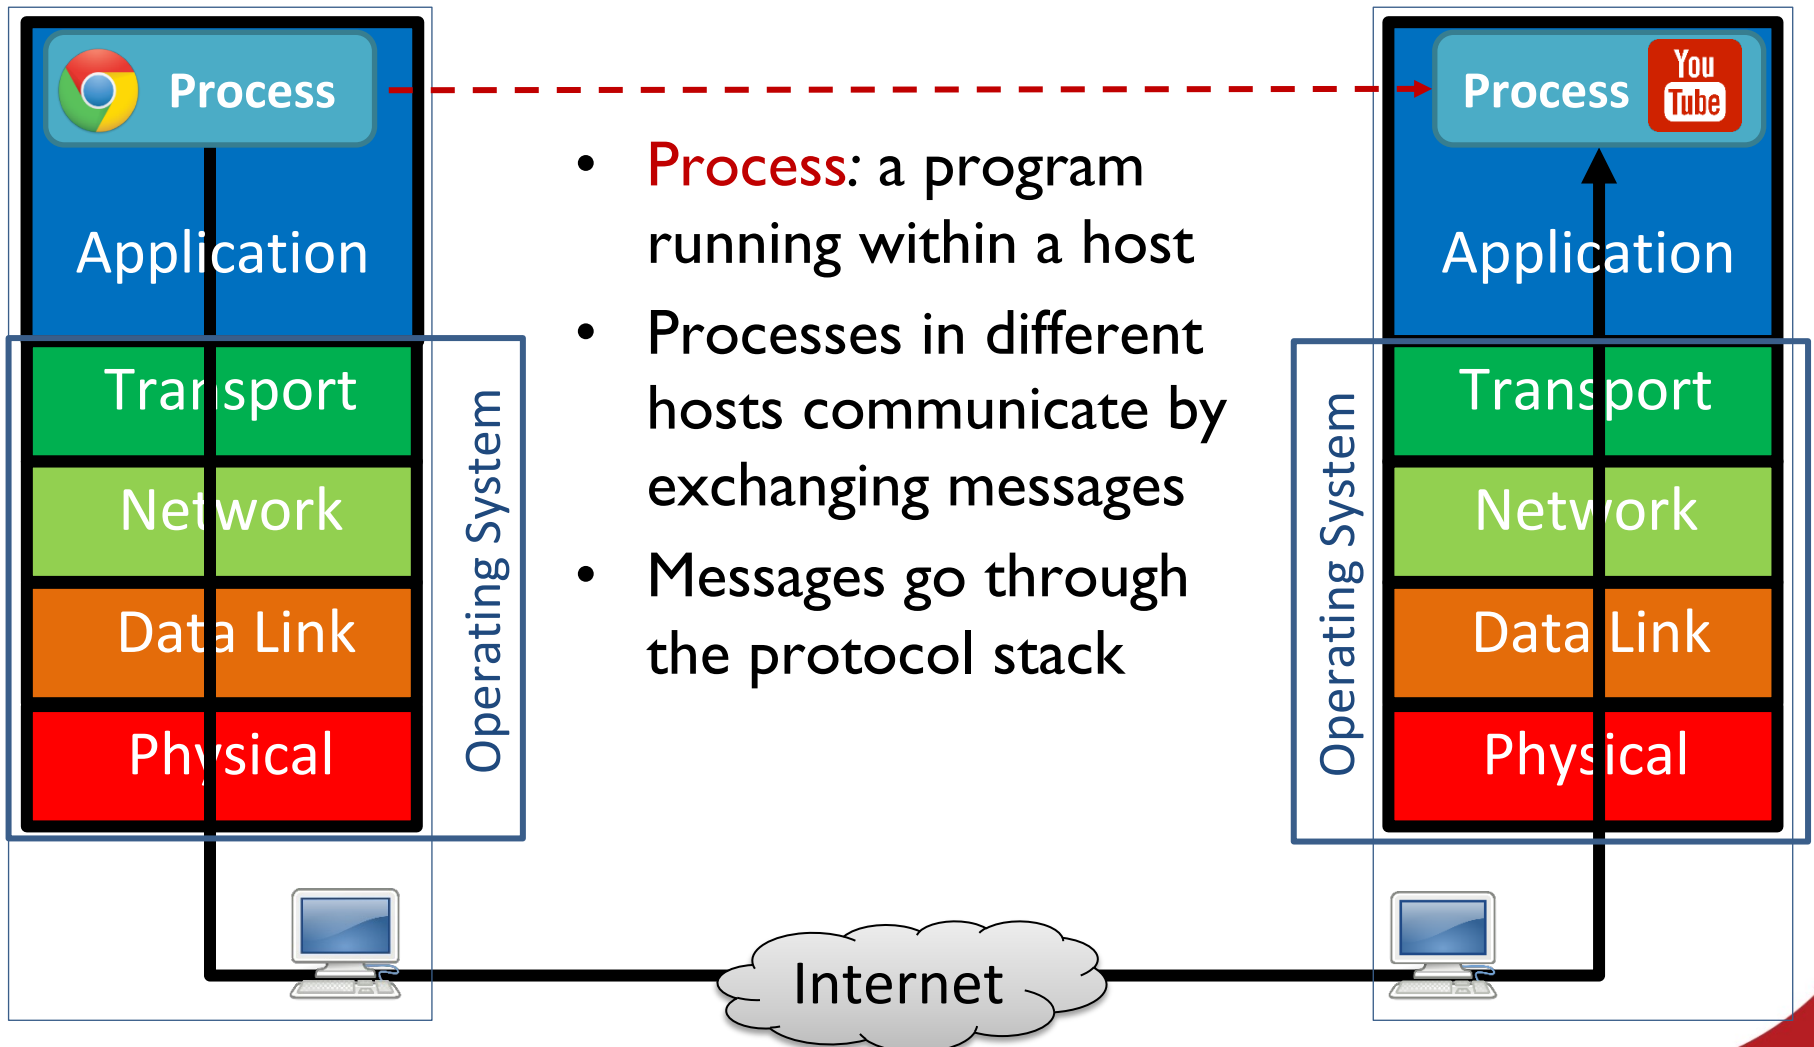 Process
Application
Transport
Network
Data Link
Physical
Operating System
• Process: a program
running within a host
• Processes in different
hosts communicate by
exchanging messages
• Messages go through
the protocol stack
Internet
Process
You
Tube
Application
Transport
Network
Data Link
Physical
Operating System